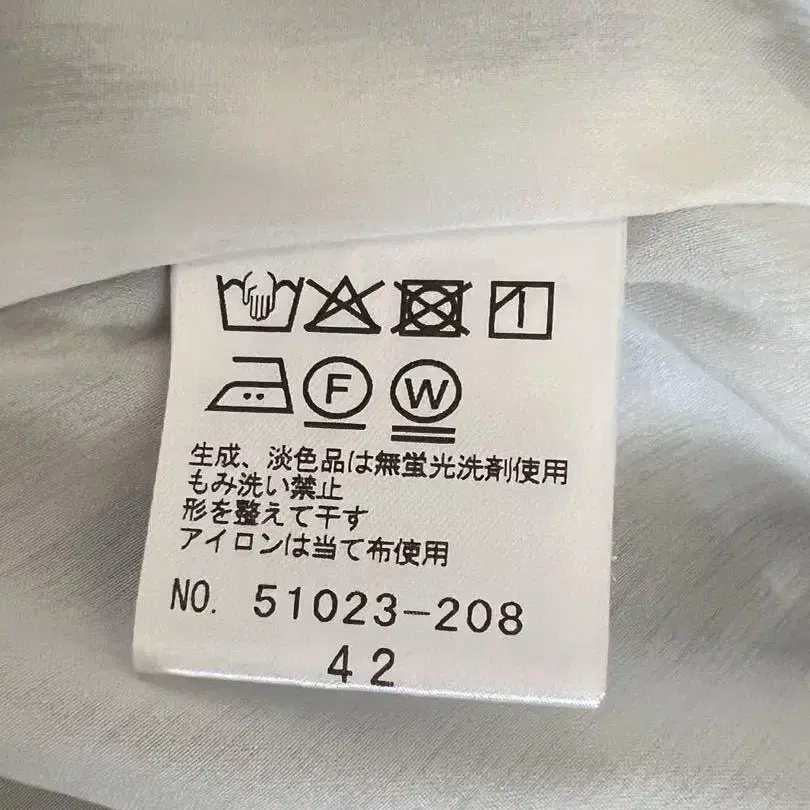 F W
生成、淡色品は無蛍光洗剤使用
もみ洗い禁止
形を整えて干す
アイロンは当て布使用
NO. 51023-208
42